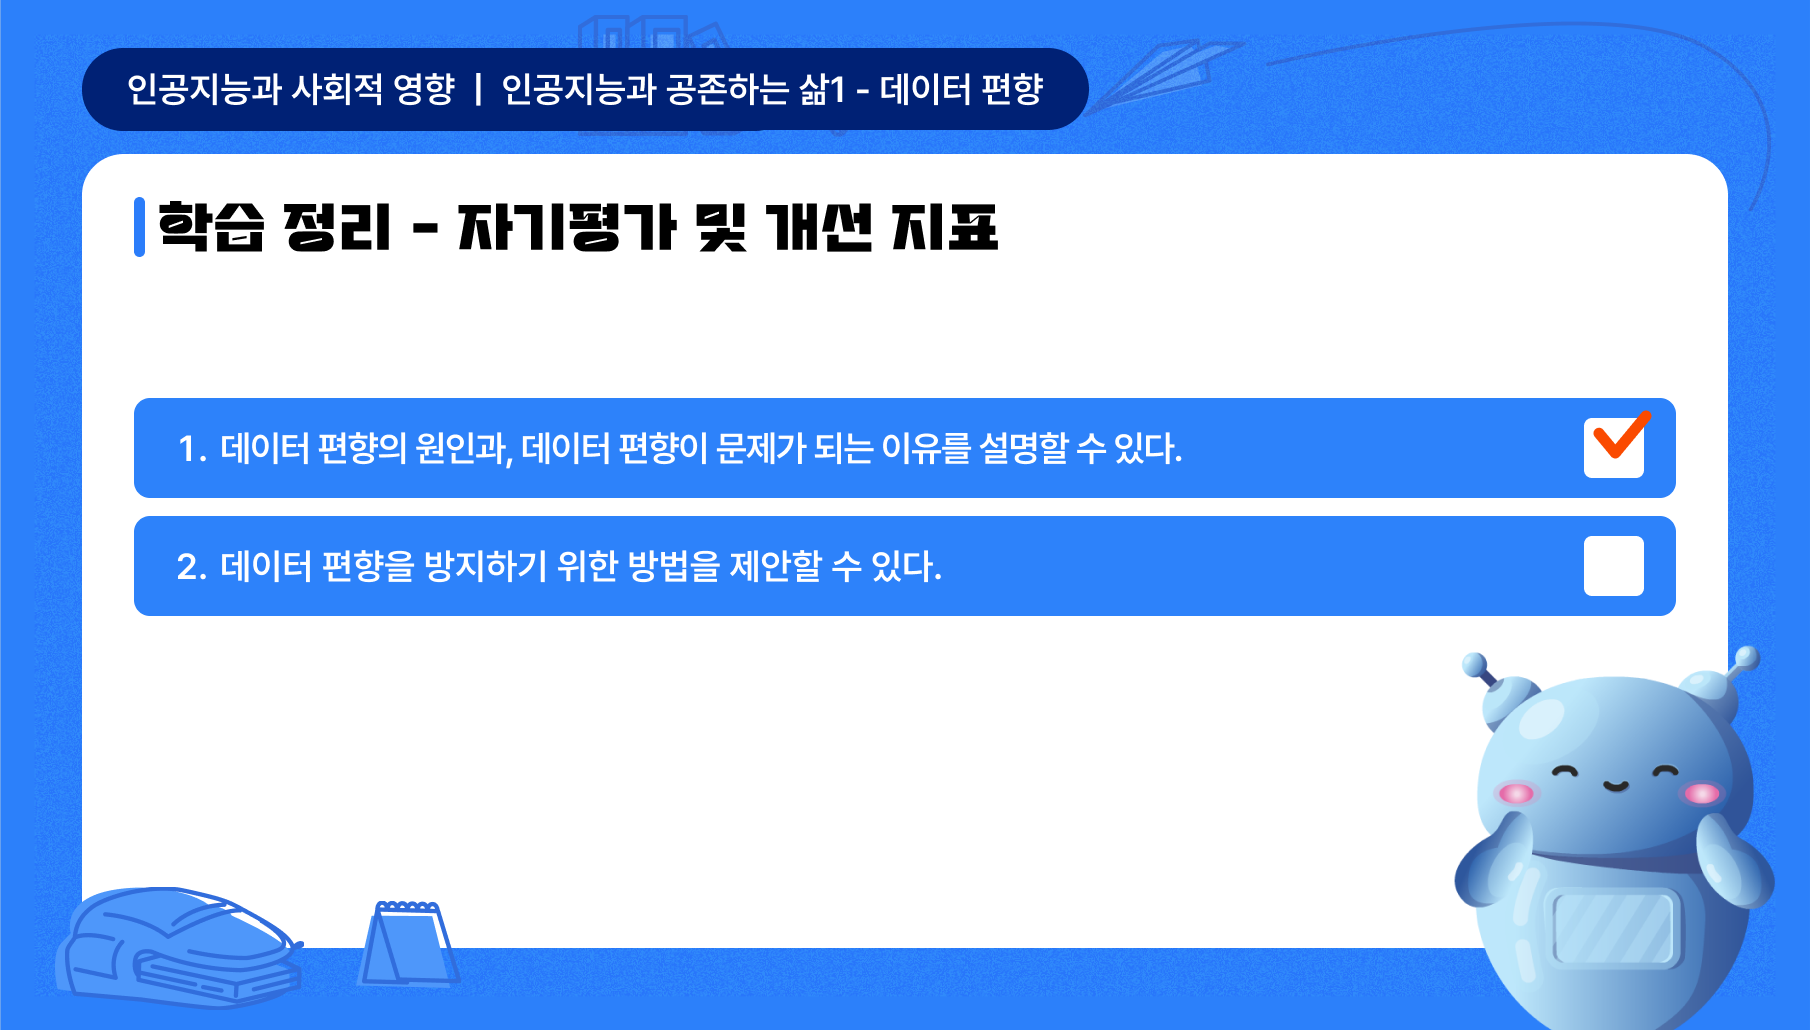 인공지능과 사회적 영향 | 인공지능과 공존하는 삶1 - 데이터 편향
학습 정리 - 자기평가 및 개선 지표
1. 데이터 편향의 원인과, 데이터 편향이 문제가 되는 이유를 설명할 수 있다.
2. 데이터 편향을 방지하기 위한 방법을 제안할 수 있다.